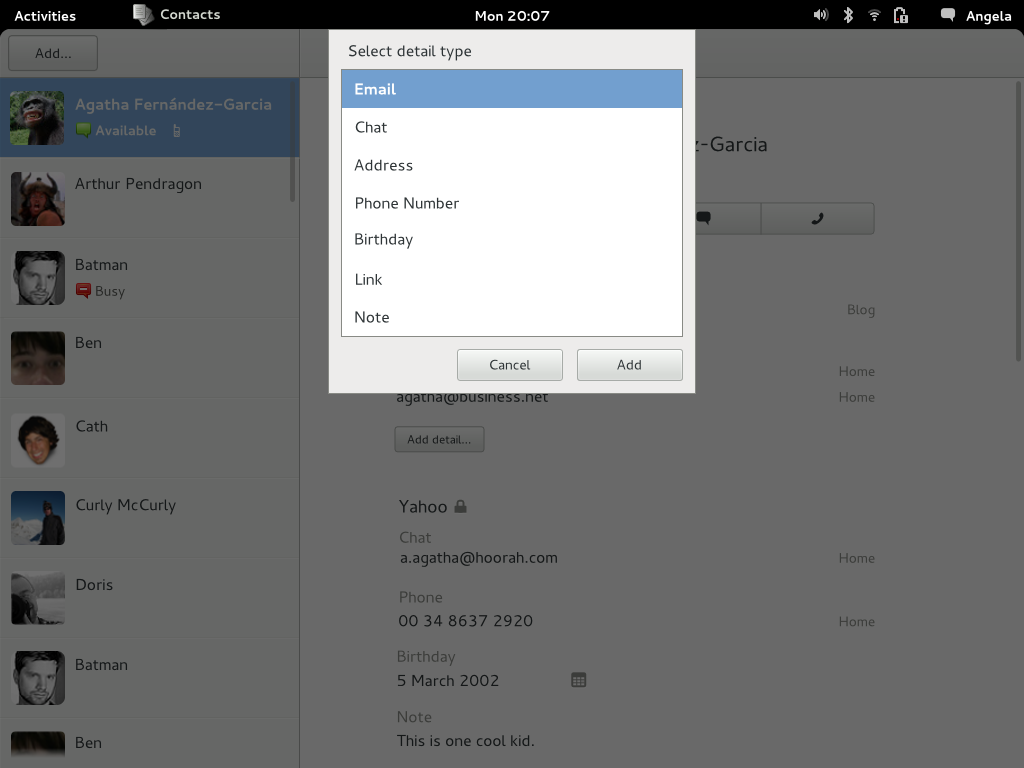 Activities
Contacts
Mon 20:07
Angela
Add...
Agatha Fernández-Garcia
Available
Arthur Pendragon
Batman
Busy
Ben
Cath
Curly McCurly
Doris
Batman
Ben
Select detail type
Email
Chat
Address
Phone Number
Birthday
Link
Note
Cancel
Add
z-Garcia
Blog
Home
agatha@business.net
Home
Add detail...
Yahoo
Chat
a.agatha@hoorah.com
Home
Phone
00 34 8637 2920
Home
Birthday
5 March 2002
Note
This is one cool kid.